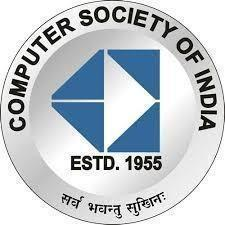 COMPUTER SOCIETY OF INDIA
ESTD. 1955
सर्वे भवन्तु सुखिनः